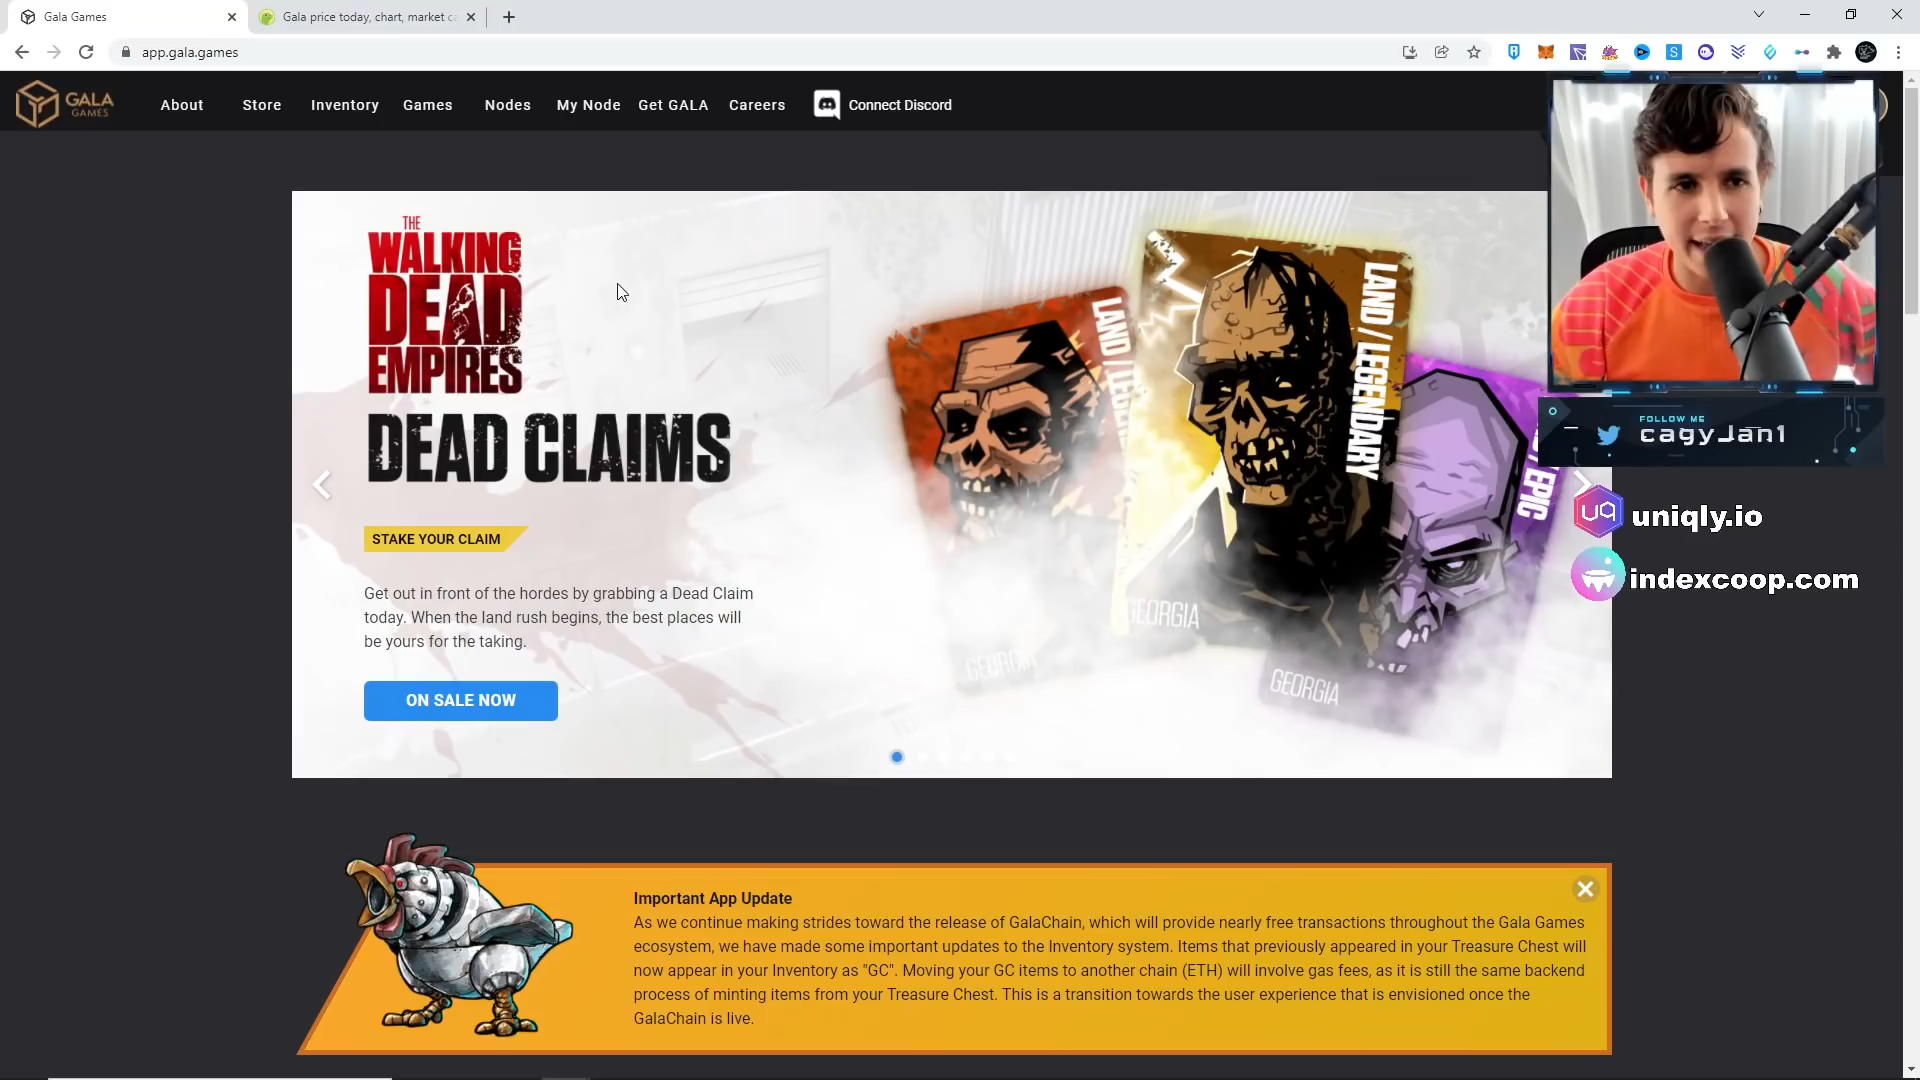 Gala Games
Gala price today, chart, market ca
app.gala.games
GALA
GAMES
About
Store
Inventory
Games
Nodes
My Node
Get GALA
Careers
Connect Discord
THE
WALKING
DEAD
EMPIRES
DEAD CLAIMS
STAKE YOUR CLAIM
Get out in front of the hordes by grabbing a Dead Claim
today. When the land rush begins, the best places will
be yours for the taking.
ON SALE NOW
LAND / LEGE
GEORGIA
LAND / LEGENDARY
GEORGIA
/ EPIC
GEORGIA
FOLLOW ME
cagyJan1
uq
uniqly.io
indexcoop.com
Important App Update
As we continue making strides toward the release of GalaChain, which will provide nearly free transactions throughout the Gala Games
ecosystem, we have made some important updates to the Inventory system. Items that previously appeared in your Treasure Chest will
now appear in your Inventory as "GC". Moving your GC items to another chain (ETH) will involve gas fees, as it is still the same backend
process of minting items from your Treasure Chest. This is a transition towards the user experience that is envisioned once the
GalaChain is live.